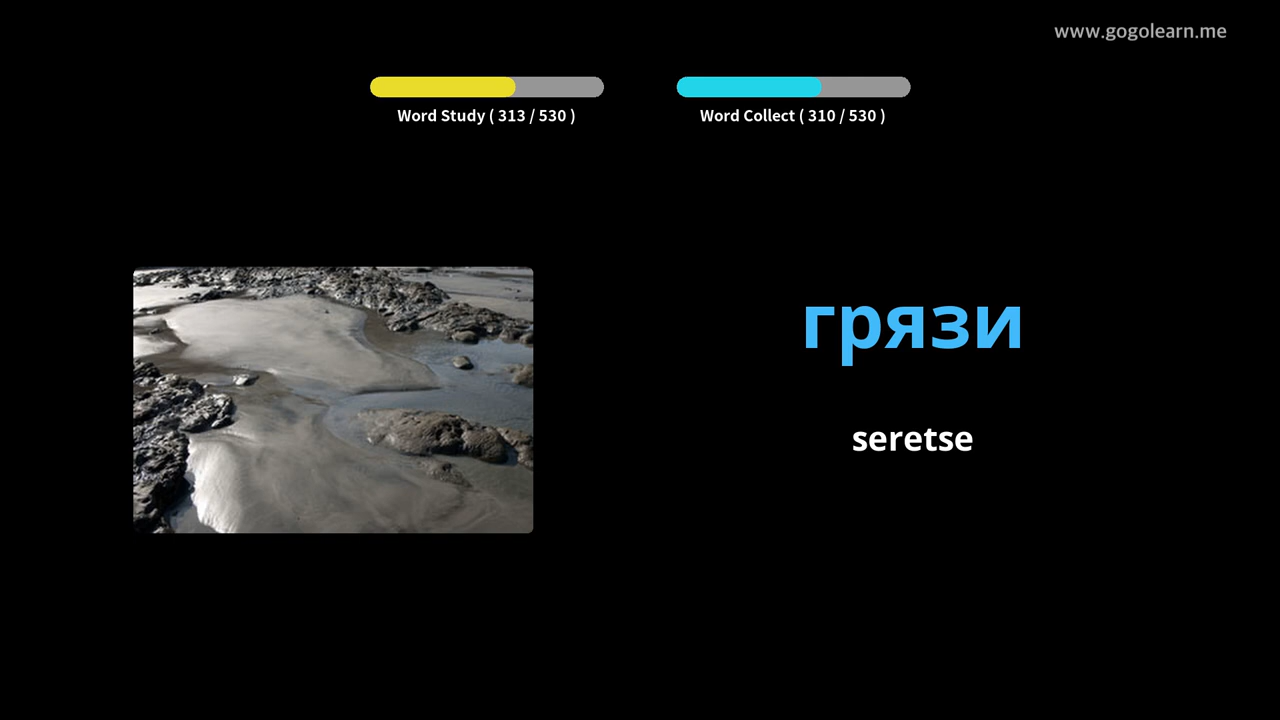 www.gogolearn.me
Word Study ( 313 / 530 )
Word Collect ( 310 / 530 )
грязи
seretse